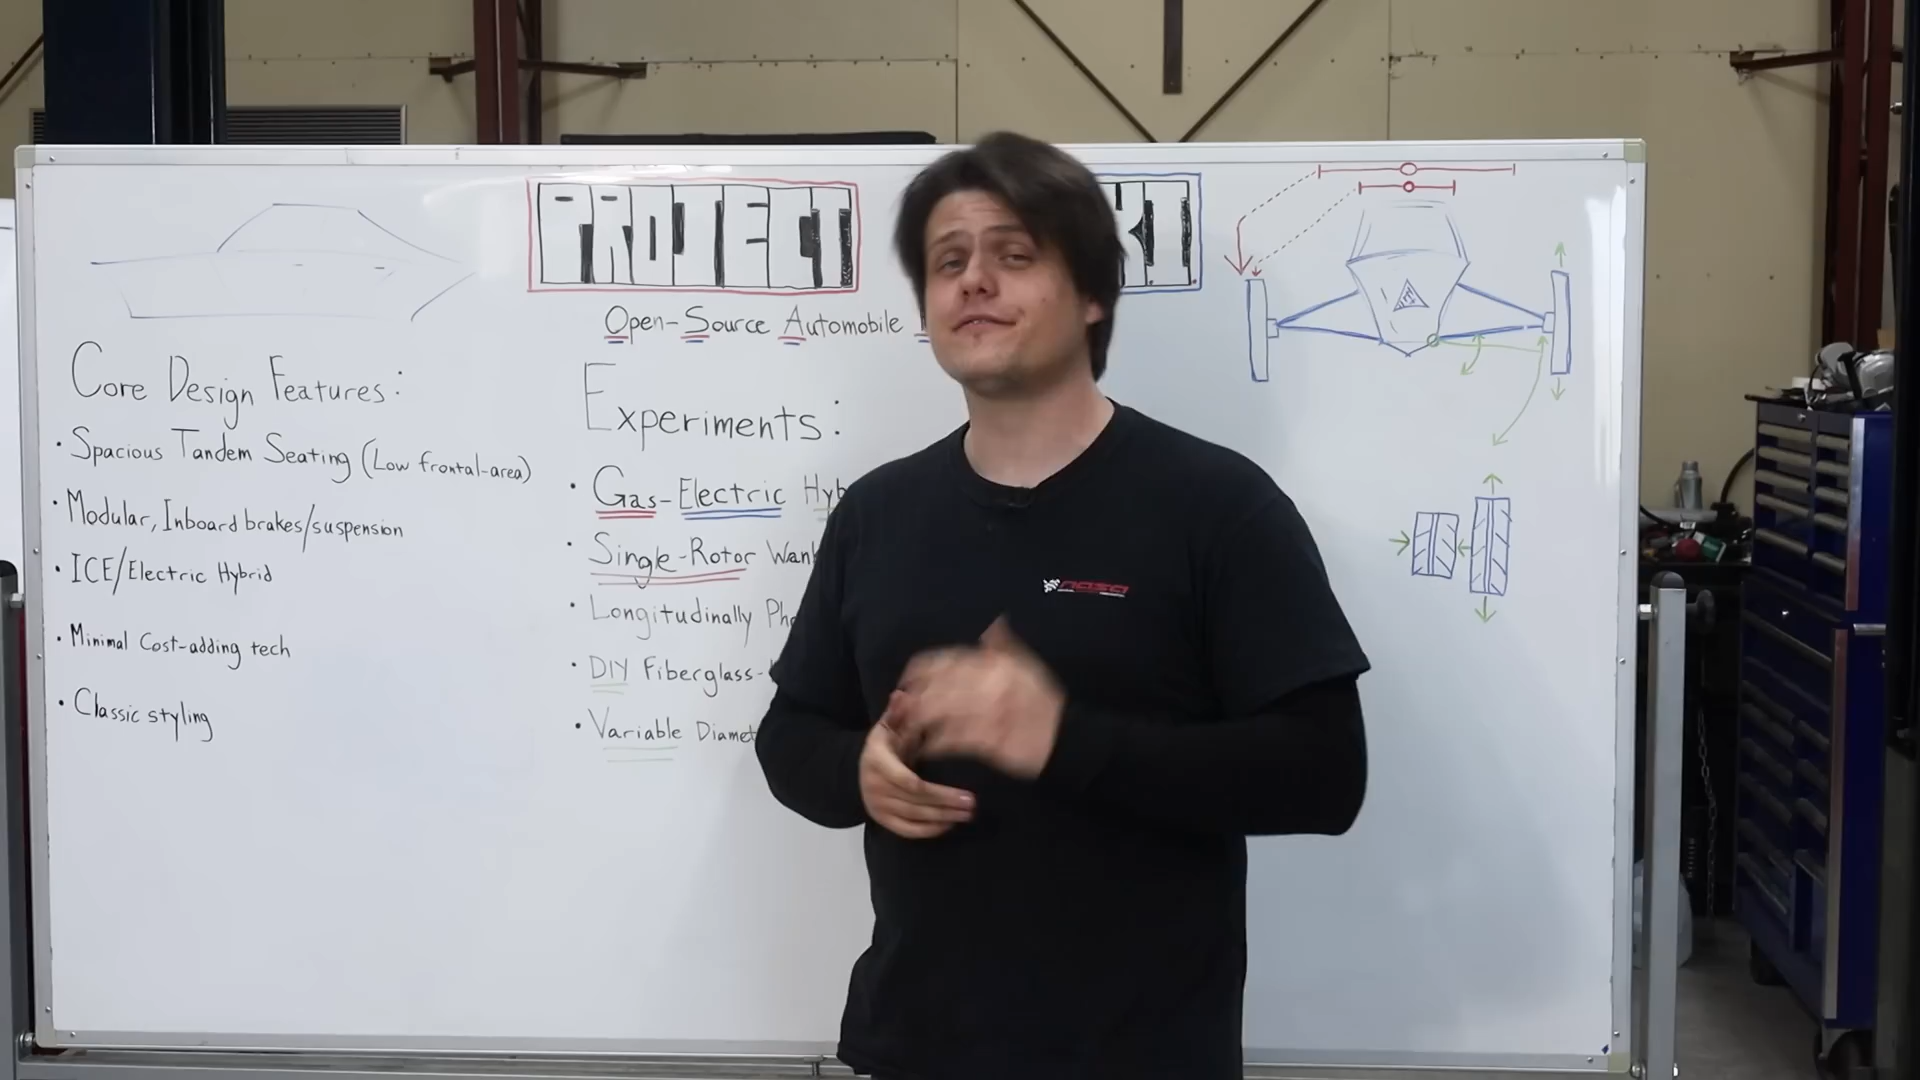 PROJECT
Open-Source Automobile
Core Design Features:
• Spacious Tandem Seating (Low frontal-area)
• Modular, Inboard brakes/suspension
• ICE/Electric Hybrid
• Minimal Cost-adding tech
• Classic styling
Experiments:
• Gas-Electric Hyb
• Single-Rotor Wank
• Longitudinally
• DIY Fiberglass-
• Variable Diamet
nasa